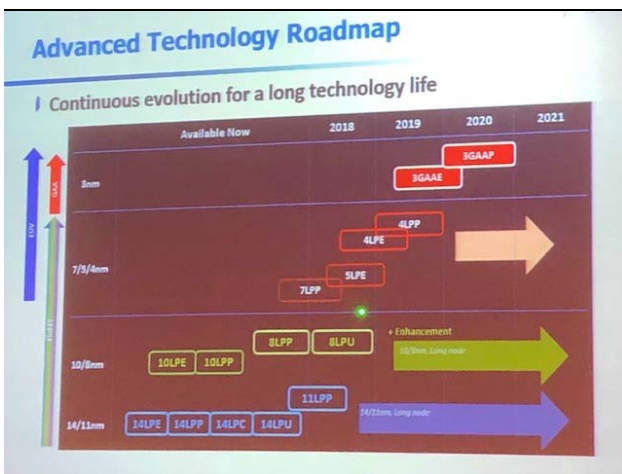 Advanced Technology Roadmap
Continuous evolution for a long technology life
Available Now 2018 2019 2020 2021
3nm 3GAAE 3GAAP
GAA
EUV
7/5/4nm 7LPP 5LPE 4LPE 4LPP
10/8nm 10LPE 10LPP 8LPP 8LPU
+ Enhancement
10/8nm, Long node
14/11nm 14LPE 14LPP 14LPC 14LPU 11LPP
14/11nm, Long node